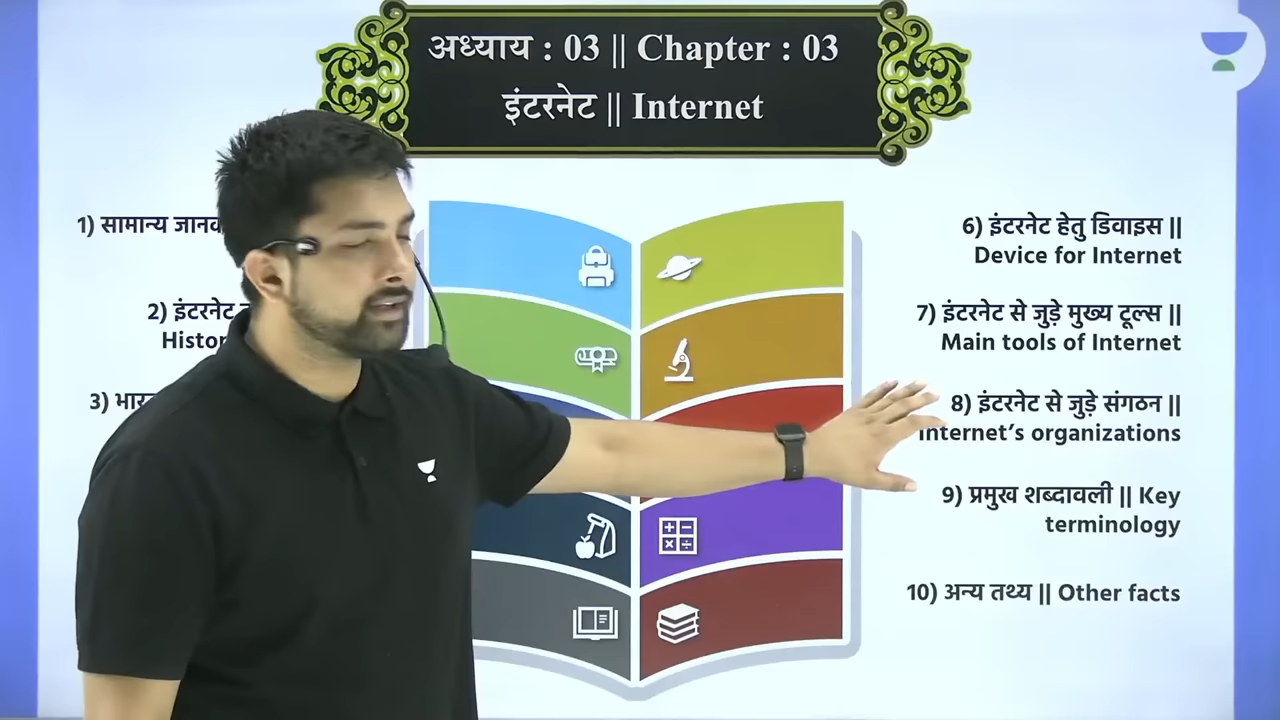 अध्याय : 03 || Chapter : 03
इंटरनेट || Internet
1) सामान्य
2) इंटरनेट
3)
6) इंटरनेट हेतु डिवाइस ||
Device for Internet
7) इंटरनेट से जुड़े मुख्य टूल्स ||
Main tools of Internet
8) इंटरनेट से जुड़े संगठन ||
Internet's organizations
9) प्रमुख शब्दावली || Key
terminology
10) अन्य तथ्य || Other facts